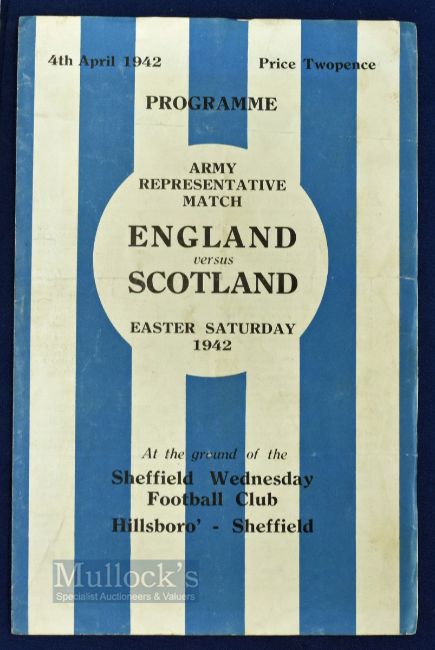 4th April 1942 Price Twopence
PROGRAMME
ARMY
REPRESENTATIVE
MATCH
ENGLAND
versus
SCOTLAND
EASTER SATURDAY
1942
At the ground of the
Sheffield Wednesday
Football Club
Hillsboro' - Sheffield
Mullock's
Specialist Auctioneers & Valuers